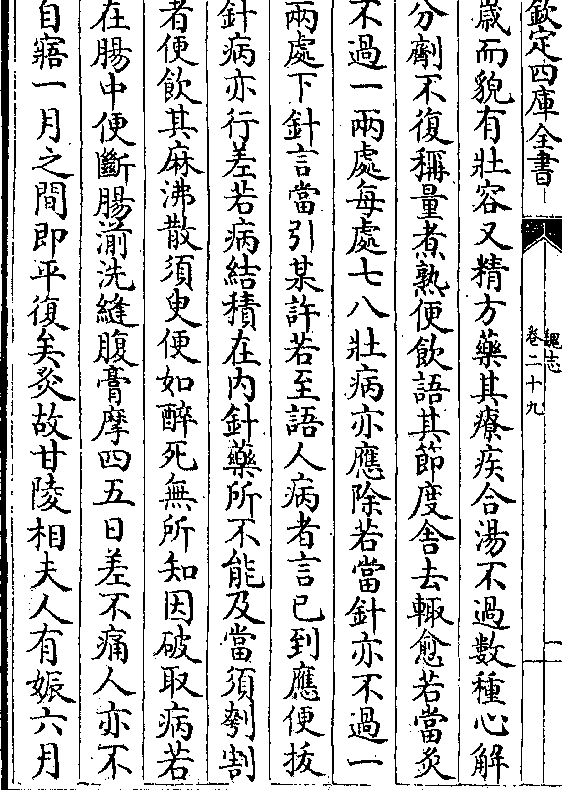 欽定四庫全書
魏志
卷二十九
一
嵗而貌有壯容又精方藥其療疾合湯不過數種心解
分劑不復稱量煮熟便飲語其節度舎去輙愈若當灸
不過一兩處每處七八壯病亦應除若當針亦不過一
兩處下針言當引某許若至語人病者言已到應便拔
針病亦行差若病結積在内針藥所不能及當須刳割
者便飲其麻沸散須臾便如醉死無所知因破取病若
在腸中便斷腸湔洗縫腹膏摩四五日差不痛人亦不
自寤一月之間即平復矣灸故甘陵相夫人有娠六月